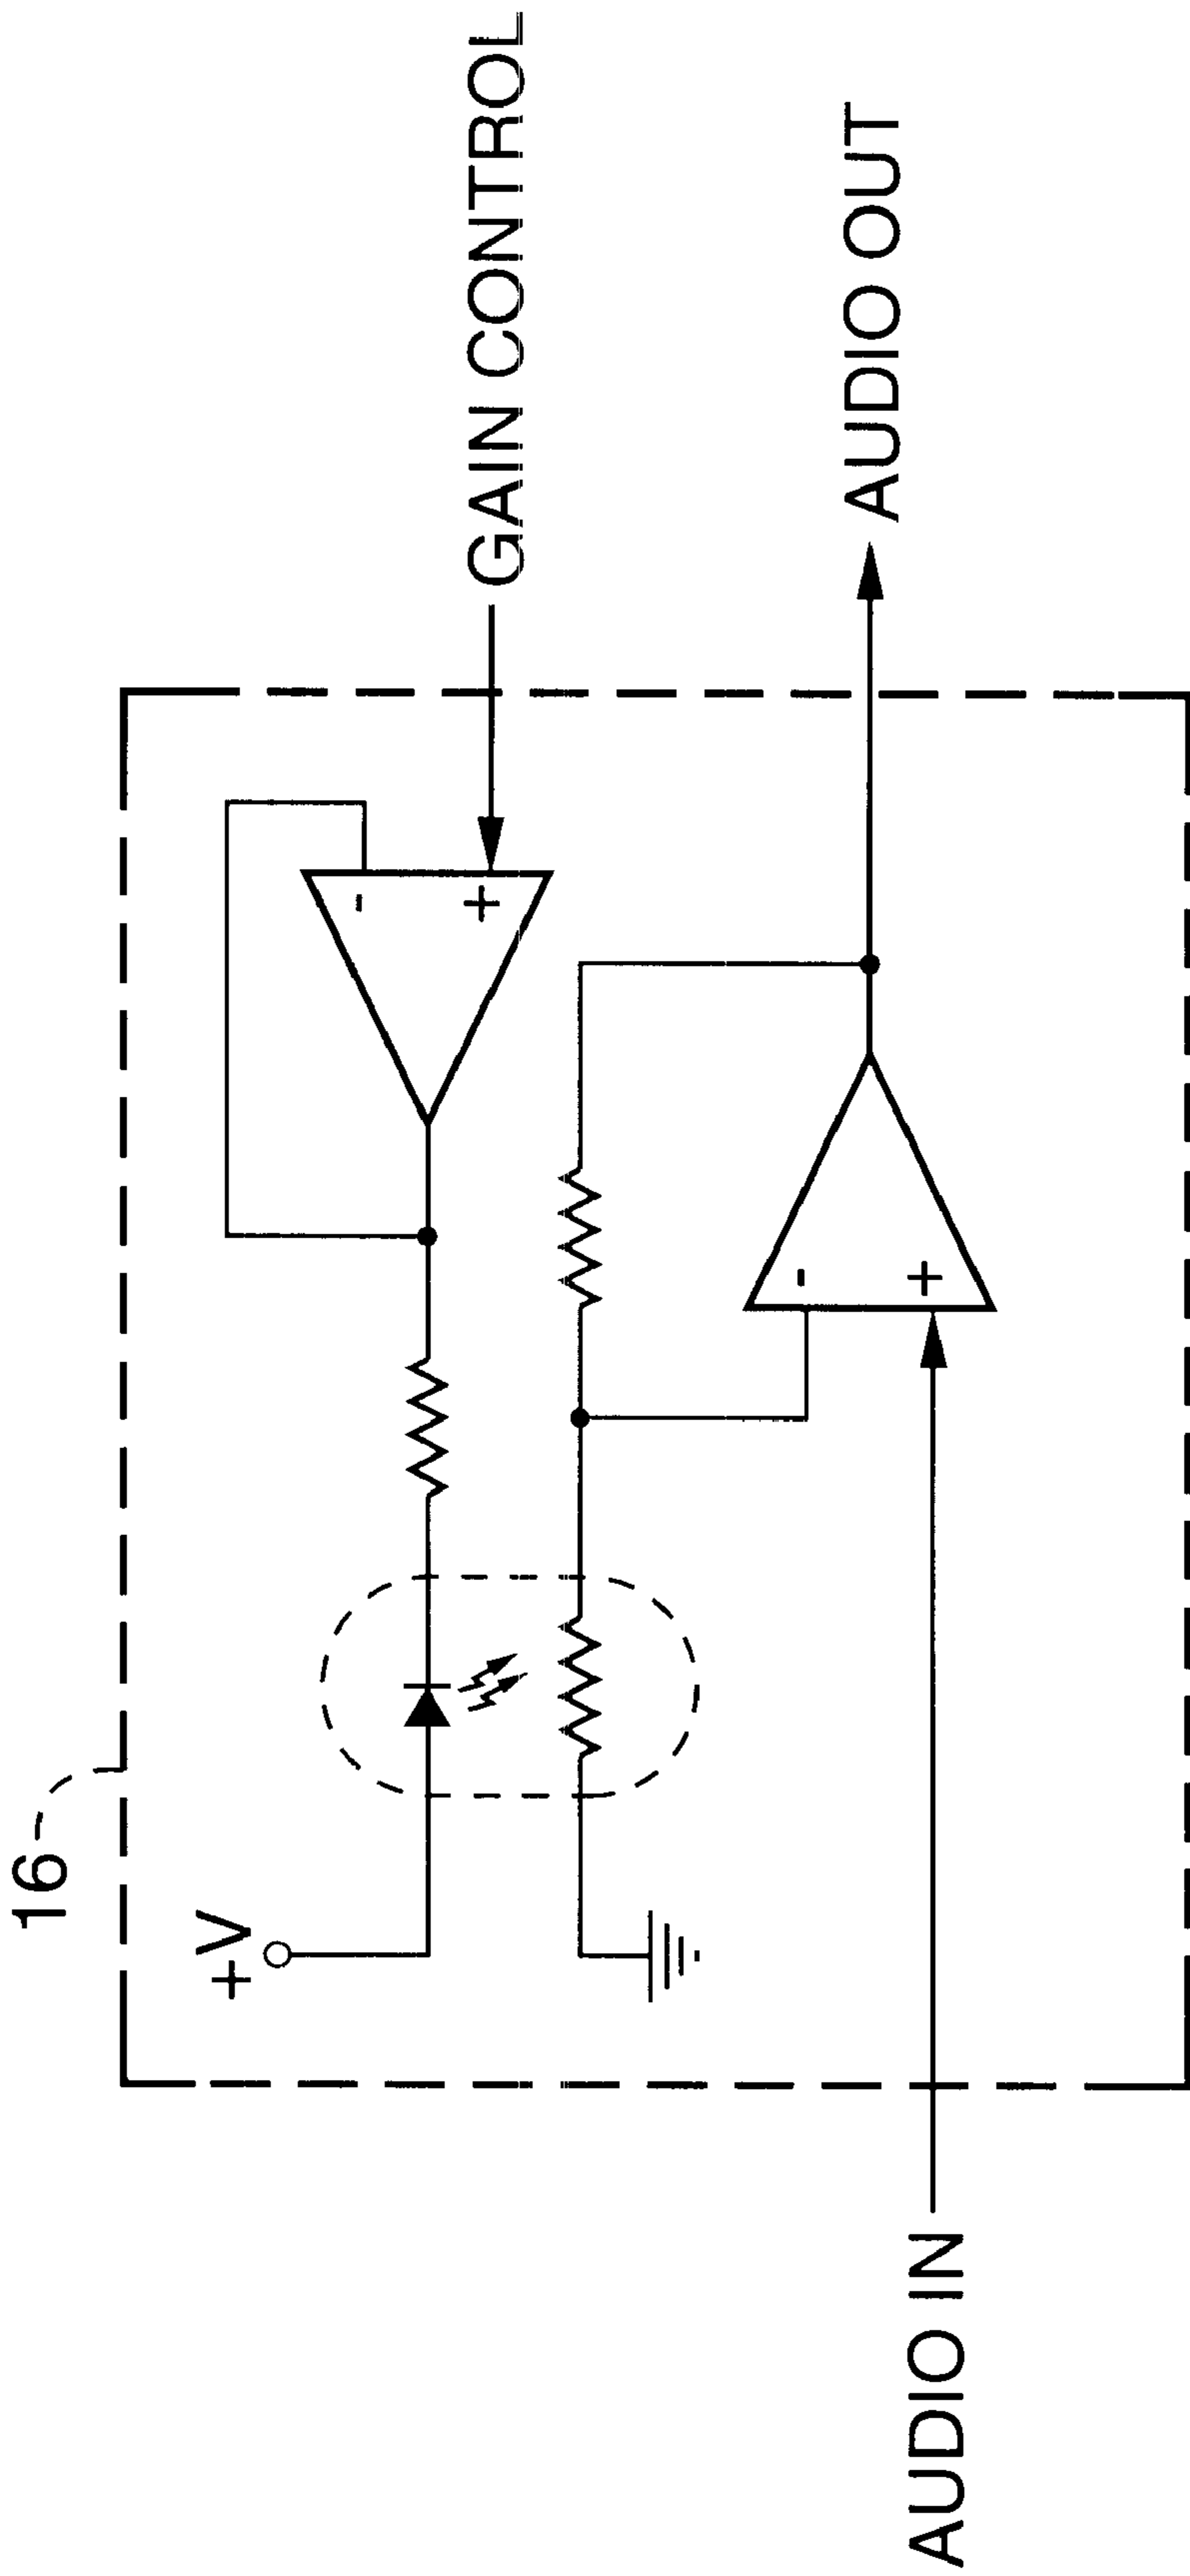 16
+V
GAIN CONTROL
-
+
-
+
AUDIO OUT
AUDIO IN